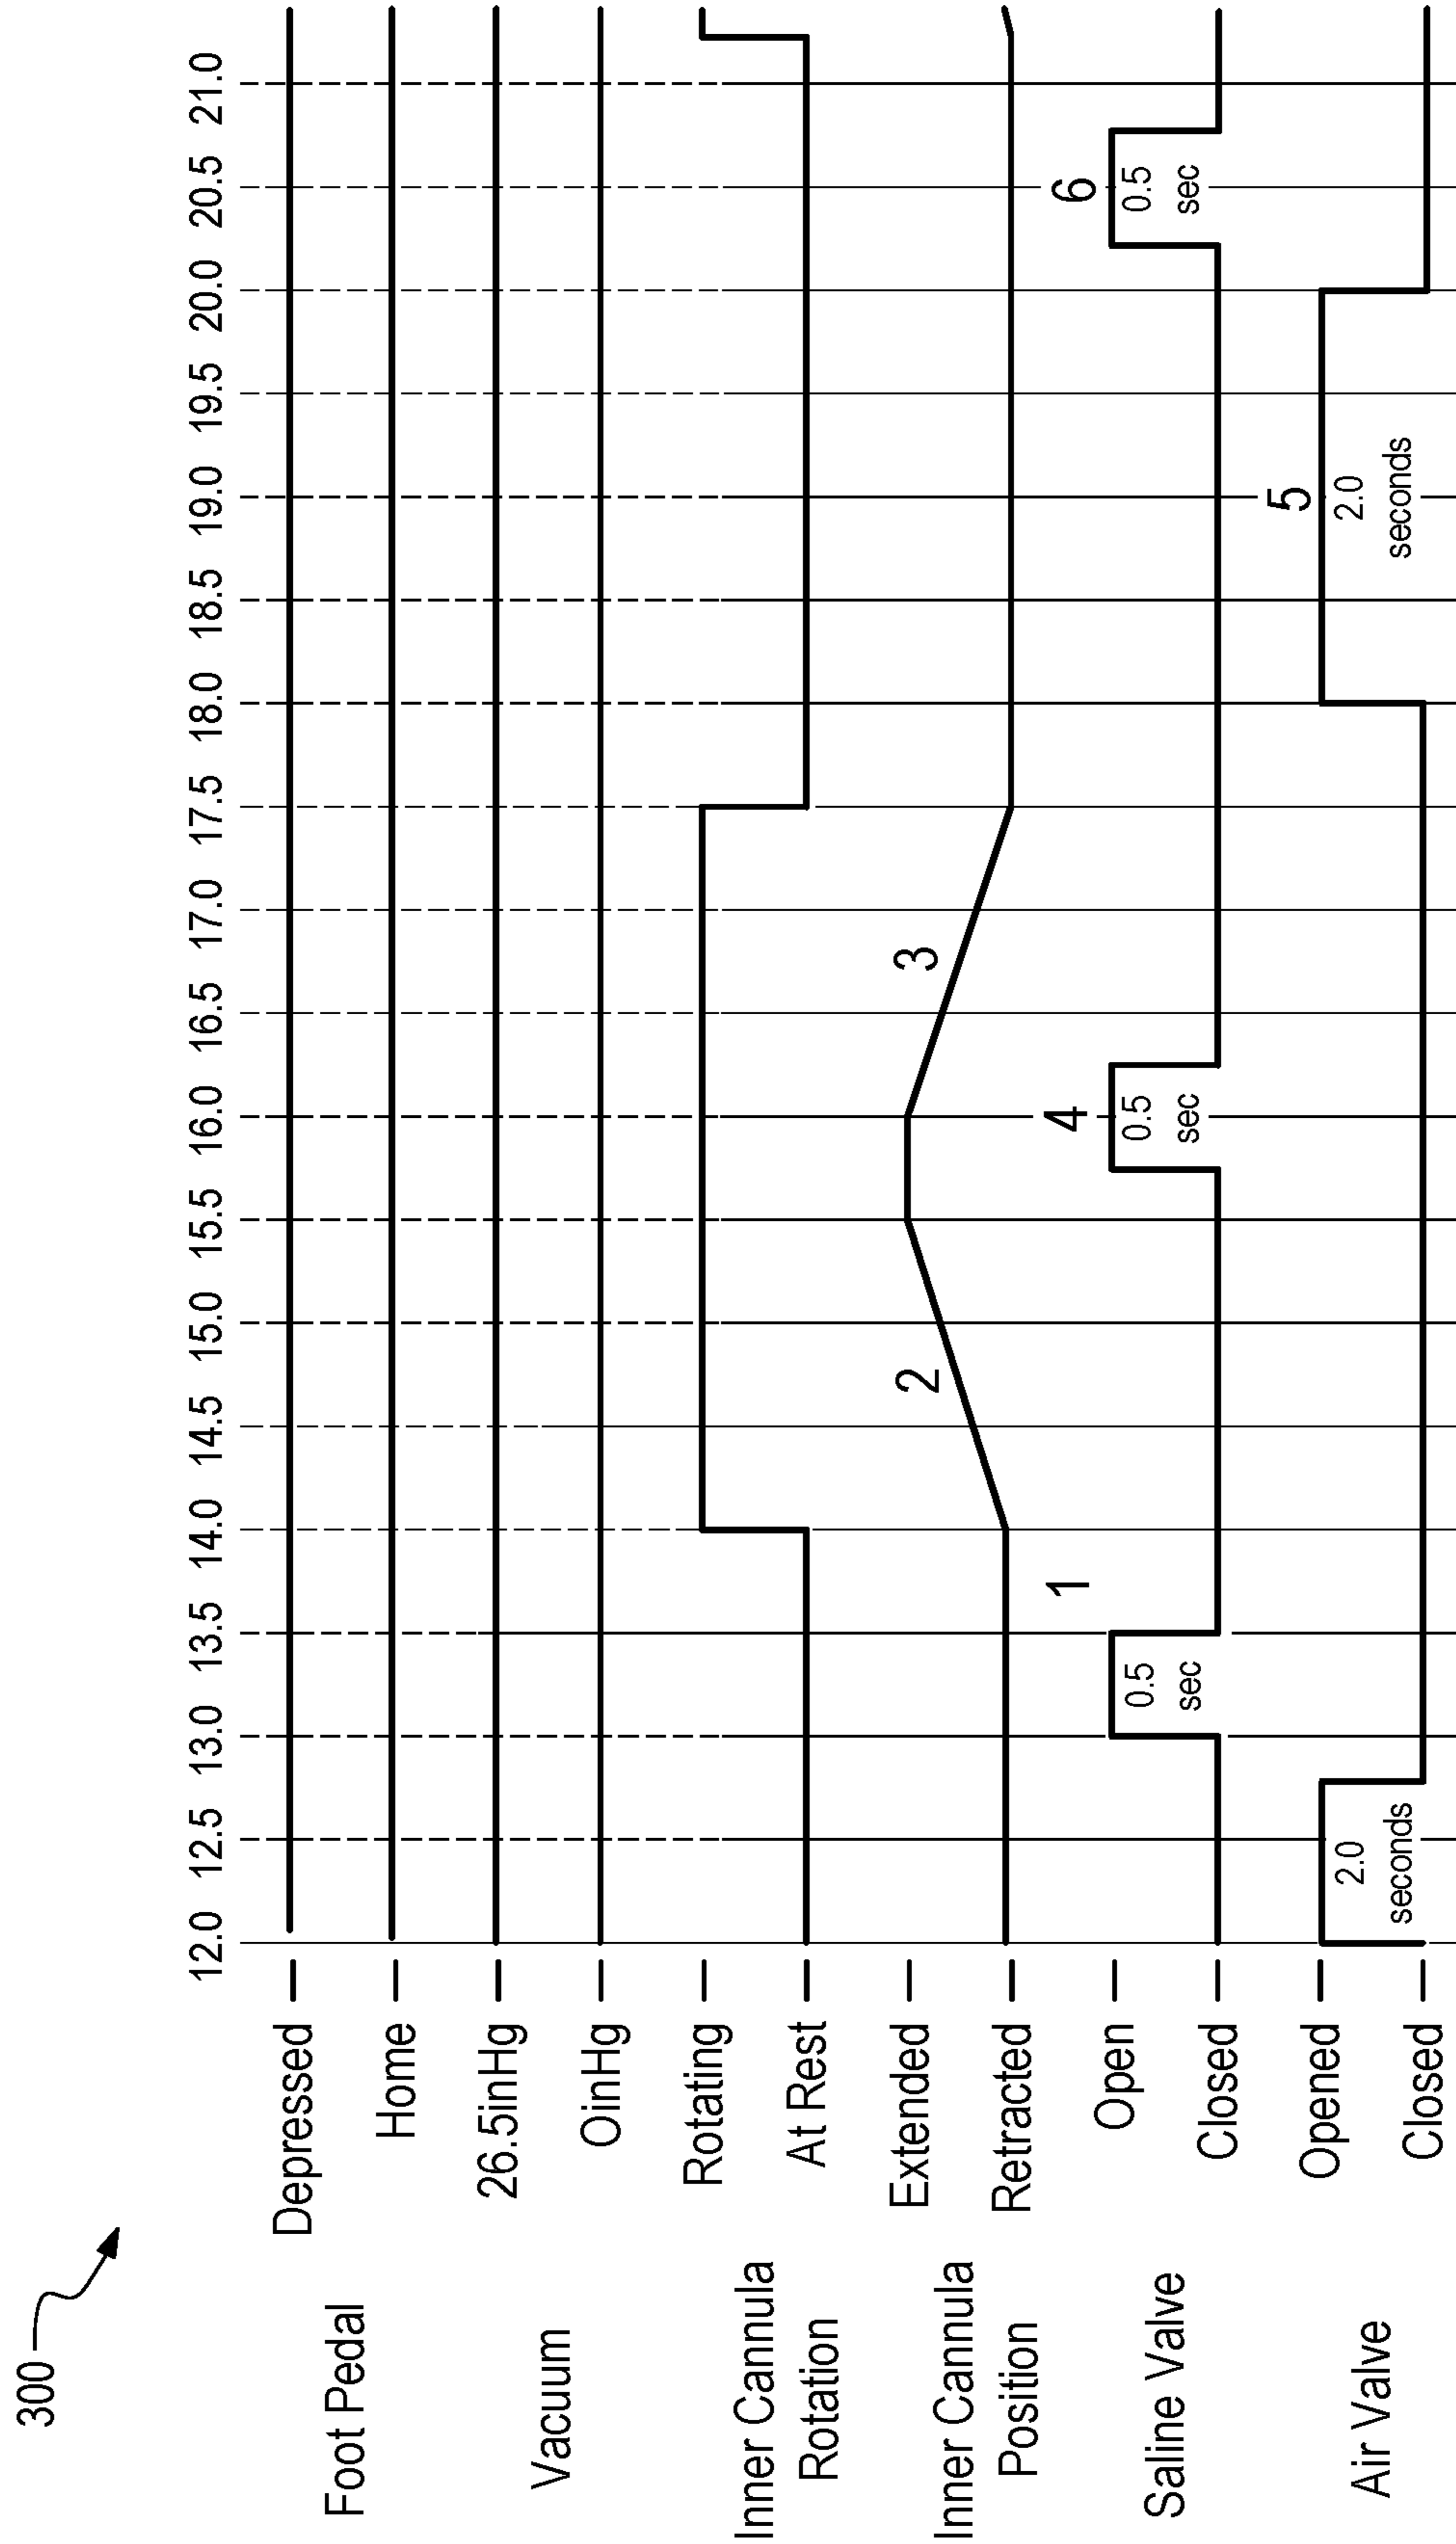 300
12.0 12.5 13.0 13.5 14.0 14.5 15.0 15.5 16.0 16.5 17.0 17.5 18.0 18.5 19.0 19.5 20.0 20.5 21.0
Foot Pedal
Depressed
Home
Vacuum
26.5inHg
OinHg
Inner Cannula
Rotation
Rotating
At Rest
Inner Cannula
Position
Extended
Retracted
2
3
Saline Valve
Open
Closed
1
4
6
0.5
sec
0.5
sec
0.5
sec
Air Valve
Opened
Closed
5
2.0
seconds
2.0
seconds